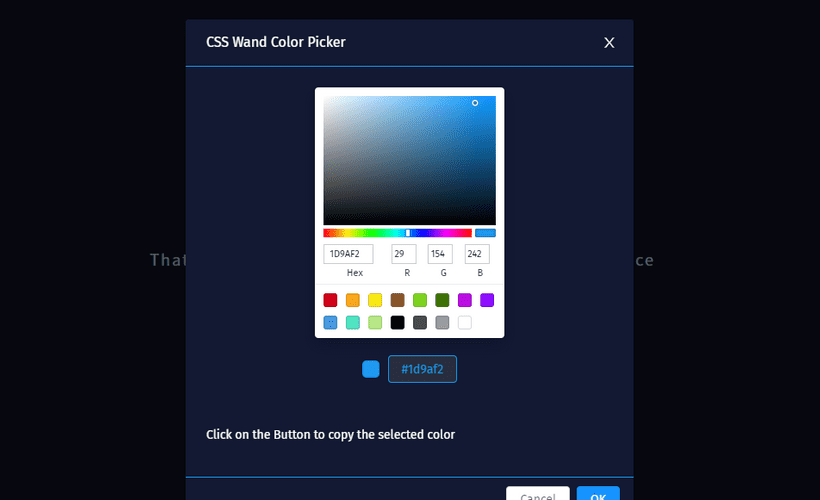 CSS Wand Color Picker
X
1D9AF2
29
154
242
Hex
R
G
B
That
ce
#1d9af2
Click on the Button to copy the selected color
Cancel
OK